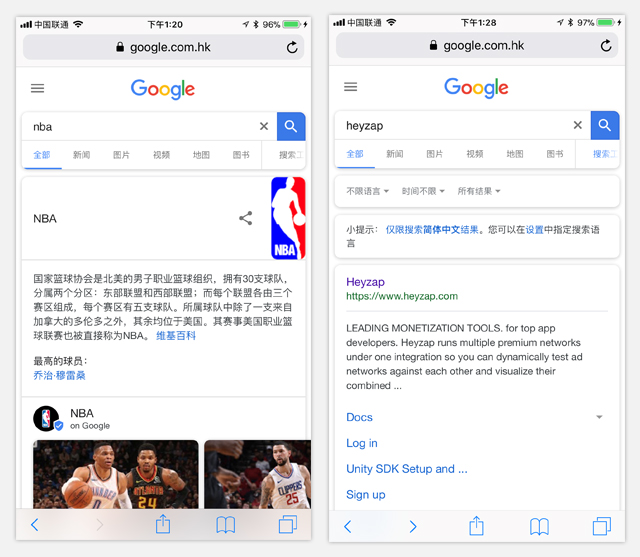 中国联通
下午1:20
96%
google.com.hk
Google
nba
全部
新闻
图片
视频
地图
图书
搜索工
NBA
NBA
国家篮球协会是北美的男子职业篮球组织，拥有30支球队，
分属两个分区：东部联盟和西部联盟；而每个联盟各由三个
赛区组成，每个赛区有五支球队。所属球队中除了一支来自
加拿大的多伦多之外，其余均位于美国。其赛事美国职业篮
球联赛也被直接称为NBA。 维基百科
最高的球员：
乔治·穆雷桑
NBA
on Google
ATLANTA
24
CLIPPERS
25
中国联通
下午1:28
97%
google.com.hk
Google
heyzap
全部
新闻
图片
视频
地图
图书
搜索工
不限语言
时间不限
所有结果
小提示： 仅限搜索简体中文结果。您可以在设置中指定搜索语
言
Heyzap
https://www.heyzap.com
LEADING MONETIZATION TOOLS. for top app
developers. Heyzap runs multiple premium networks
under one integration so you can dynamically test ad
networks against each other and visualize their
combined ...
Docs
Log in
Unity SDK Setup and ...
Sign up